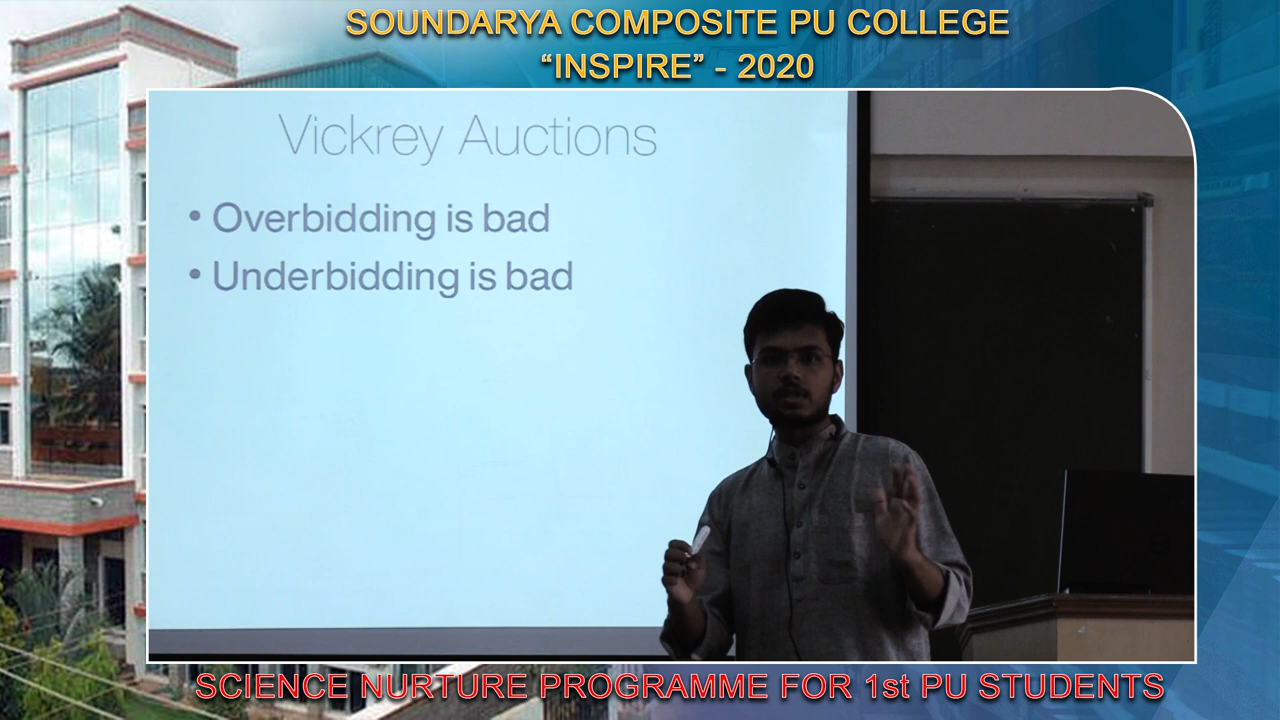 SOUNDARYA COMPOSITE PU COLLEGE
“INSPIRE” - 2020
Vickrey Auctions
• Overbidding is bad
• Underbidding is bad
SCIENCE NURTURE PROGRAMME FOR 1st PU STUDENTS